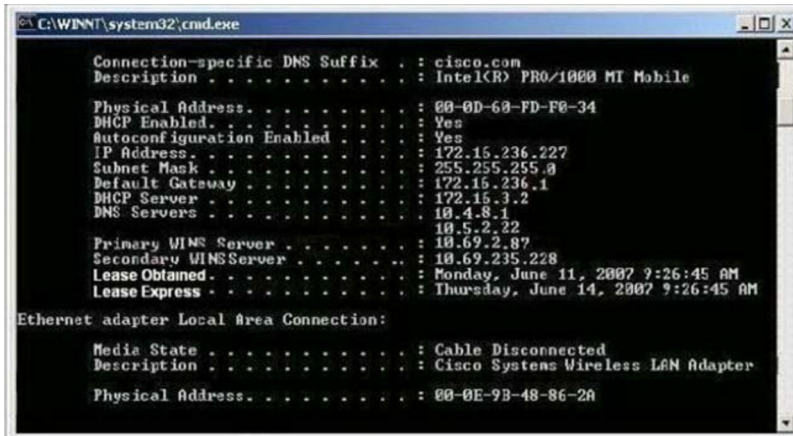 C:\WINNT\system32\cmd.exe
Connection-specific DNS Suffix . : cisco.com
Description . . . . . . . . . . . : Intel(R) PRO/1000 MT Mobile
Physical Address. . . . . . . . . : 00-0D-60-FD-F0-34
DHCP Enabled. . . . . . . . . . . : Yes
Autoconfiguration Enabled . . . . : Yes
IP Address. . . . . . . . . . . . : 172.16.236.227
Subnet Mask . . . . . . . . . . . : 255.255.255.0
Default Gateway . . . . . . . . . : 172.16.236.1
DHCP Server . . . . . . . . . . . : 172.16.3.2
DNS Servers . . . . . . . . . . . : 10.4.8.1
10.5.2.22
Primary WINS Server . . . . . . . : 10.69.2.87
Secondary WINSServer . . . . . .. : 10.69.235.228
Lease Obtained. . . . . . . . . . : Monday, June 11, 2007 9:26:45 AM
Lease Express . . . . . . . . . . : Thursday, June 14, 2007 9:26:45 AM
Ethernet adapter Local Area Connection:
Media State . . . . . . . . . . . : Cable Disconnected
Description . . . . . . . . . . . : Cisco Systems Wireless LAN Adapter
Physical Address. . . . . . . . . : 00-0E-9B-48-86-2A